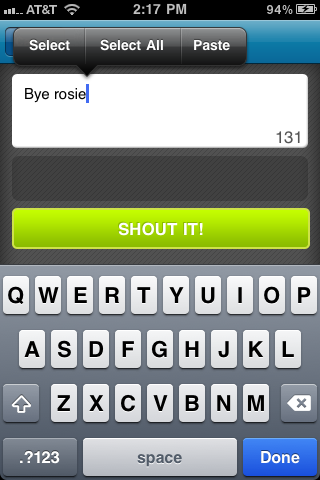 AT&T 2:17 PM 94%
Select Select All Paste
Bye rosie
131
SHOUT IT!
Q W E R T Y U I O P
A S D F G H J K L
Z X C V B N M
.?123 space Done